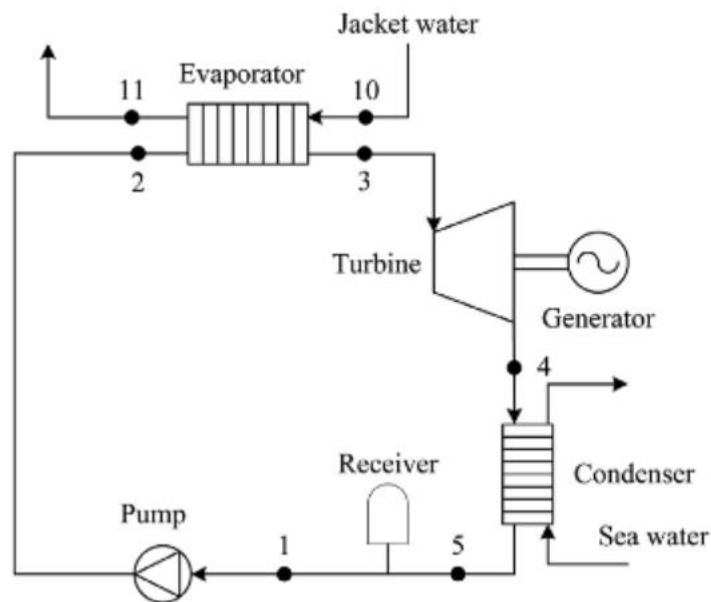 Jacket water
Evaporator
11
10
2
3
Turbine
Generator
4
Receiver
Condenser
Pump
1
5
Sea water